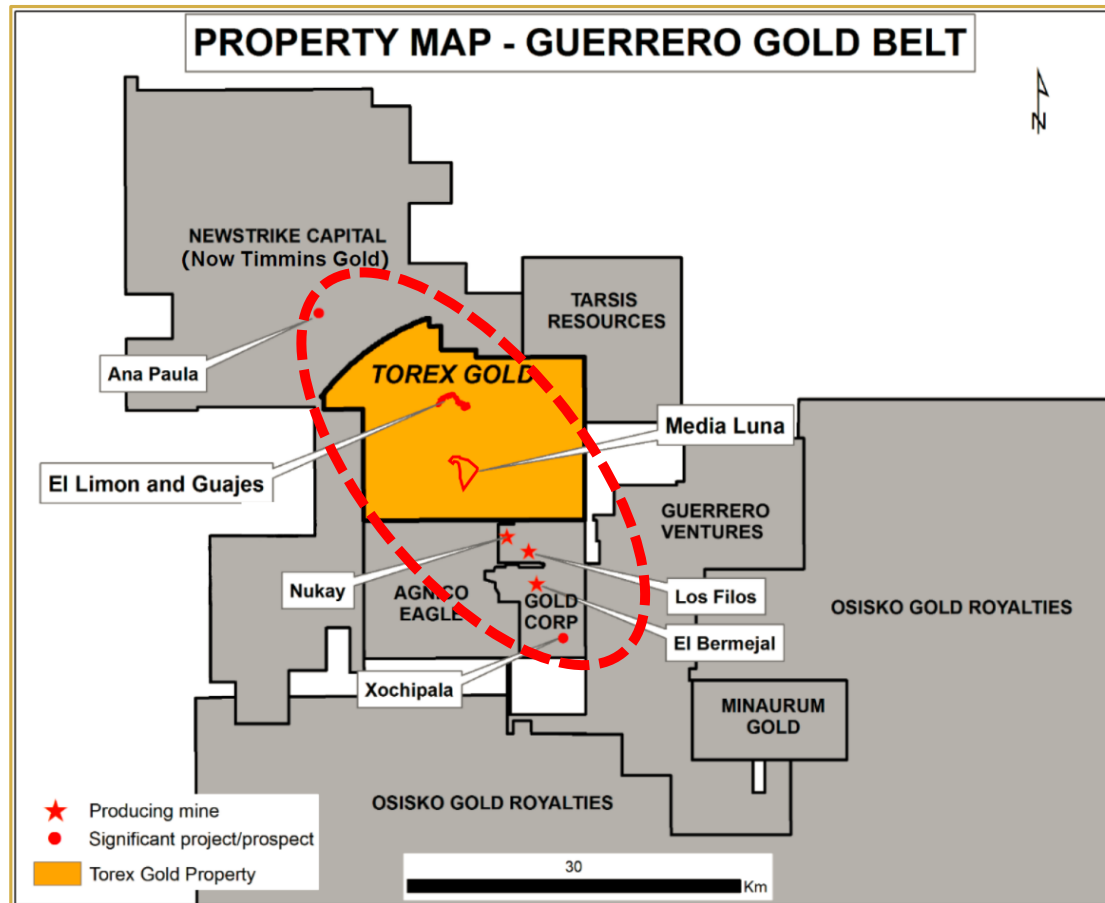 PROPERTY MAP - GUERRERO GOLD BELT
N
NEWSTRIKE CAPITAL
(Now Timmins Gold)
TARSIS
RESOURCES
Ana Paula
TOREX GOLD
Media Luna
El Limon and Guajes
GUERRERO
VENTURES
Nukay
AGNICO
EAGLE
GOLD
CORP
Los Filos
OSISKO GOLD ROYALTIES
El Bermejal
Xochipala
MINAURUM
GOLD
OSISKO GOLD ROYALTIES
Producing mine
Significant project/prospect
Torex Gold Property
30
Km